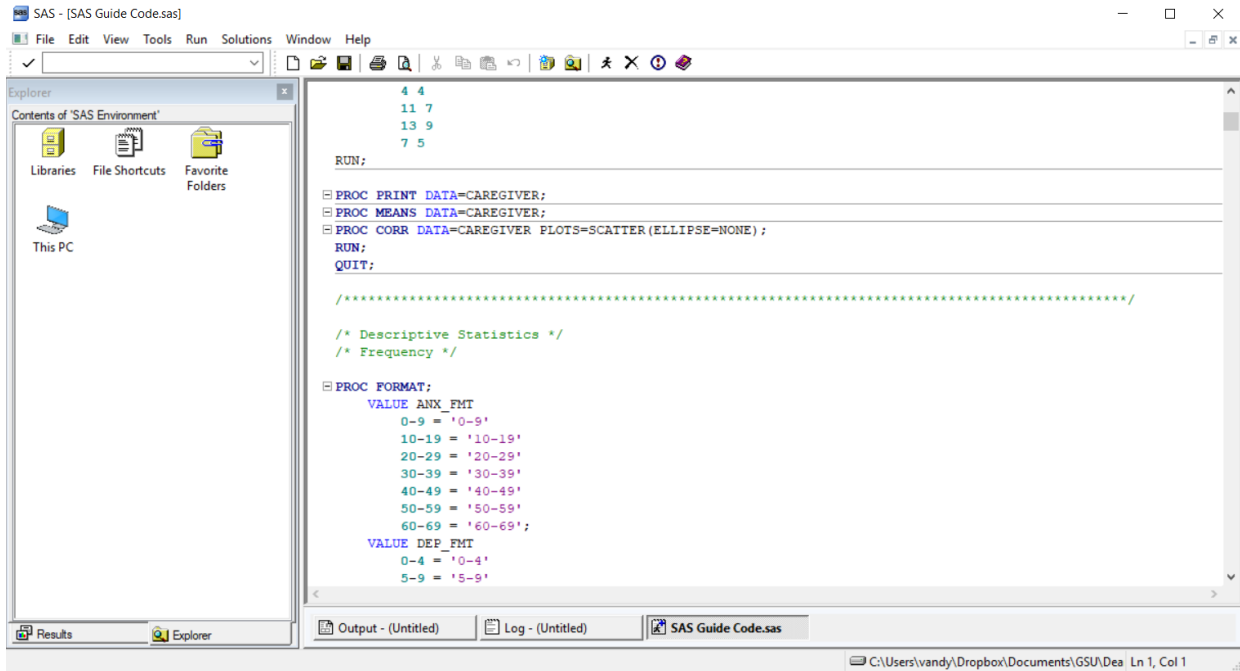 SAS - [SAS Guide Code.sas]
File Edit View Tools Run Solutions Window Help
Explorer
Contents of 'SAS Environment'
Libraries
File Shortcuts
Favorite
Folders
This PC
4 4
11 7
13 9
7 5
RUN;
PROC PRINT DATA=CAREGIVER;
PROC MEANS DATA=CAREGIVER;
PROC CORR DATA=CAREGIVER PLOTS=SCATTER(ELLIPSE=NONE);
RUN;
QUIT;
/************************************************************************************************/
/* Descriptive Statistics */
/* Frequency */
PROC FORMAT;
VALUE ANX_FMT
0-9 = '0-9'
10-19 = '10-19'
20-29 = '20-29'
30-39 = '30-39'
40-49 = '40-49'
50-59 = '50-59'
60-69 = '60-69';
VALUE DEP_FMT
0-4 = '0-4'
5-9 = '5-9'
Results
Explorer
Output - (Untitled)
Log - (Untitled)
SAS Guide Code.sas
C:\Users\vandy\Dropbox\Documents\GSU\Dea
Ln 1, Col 1